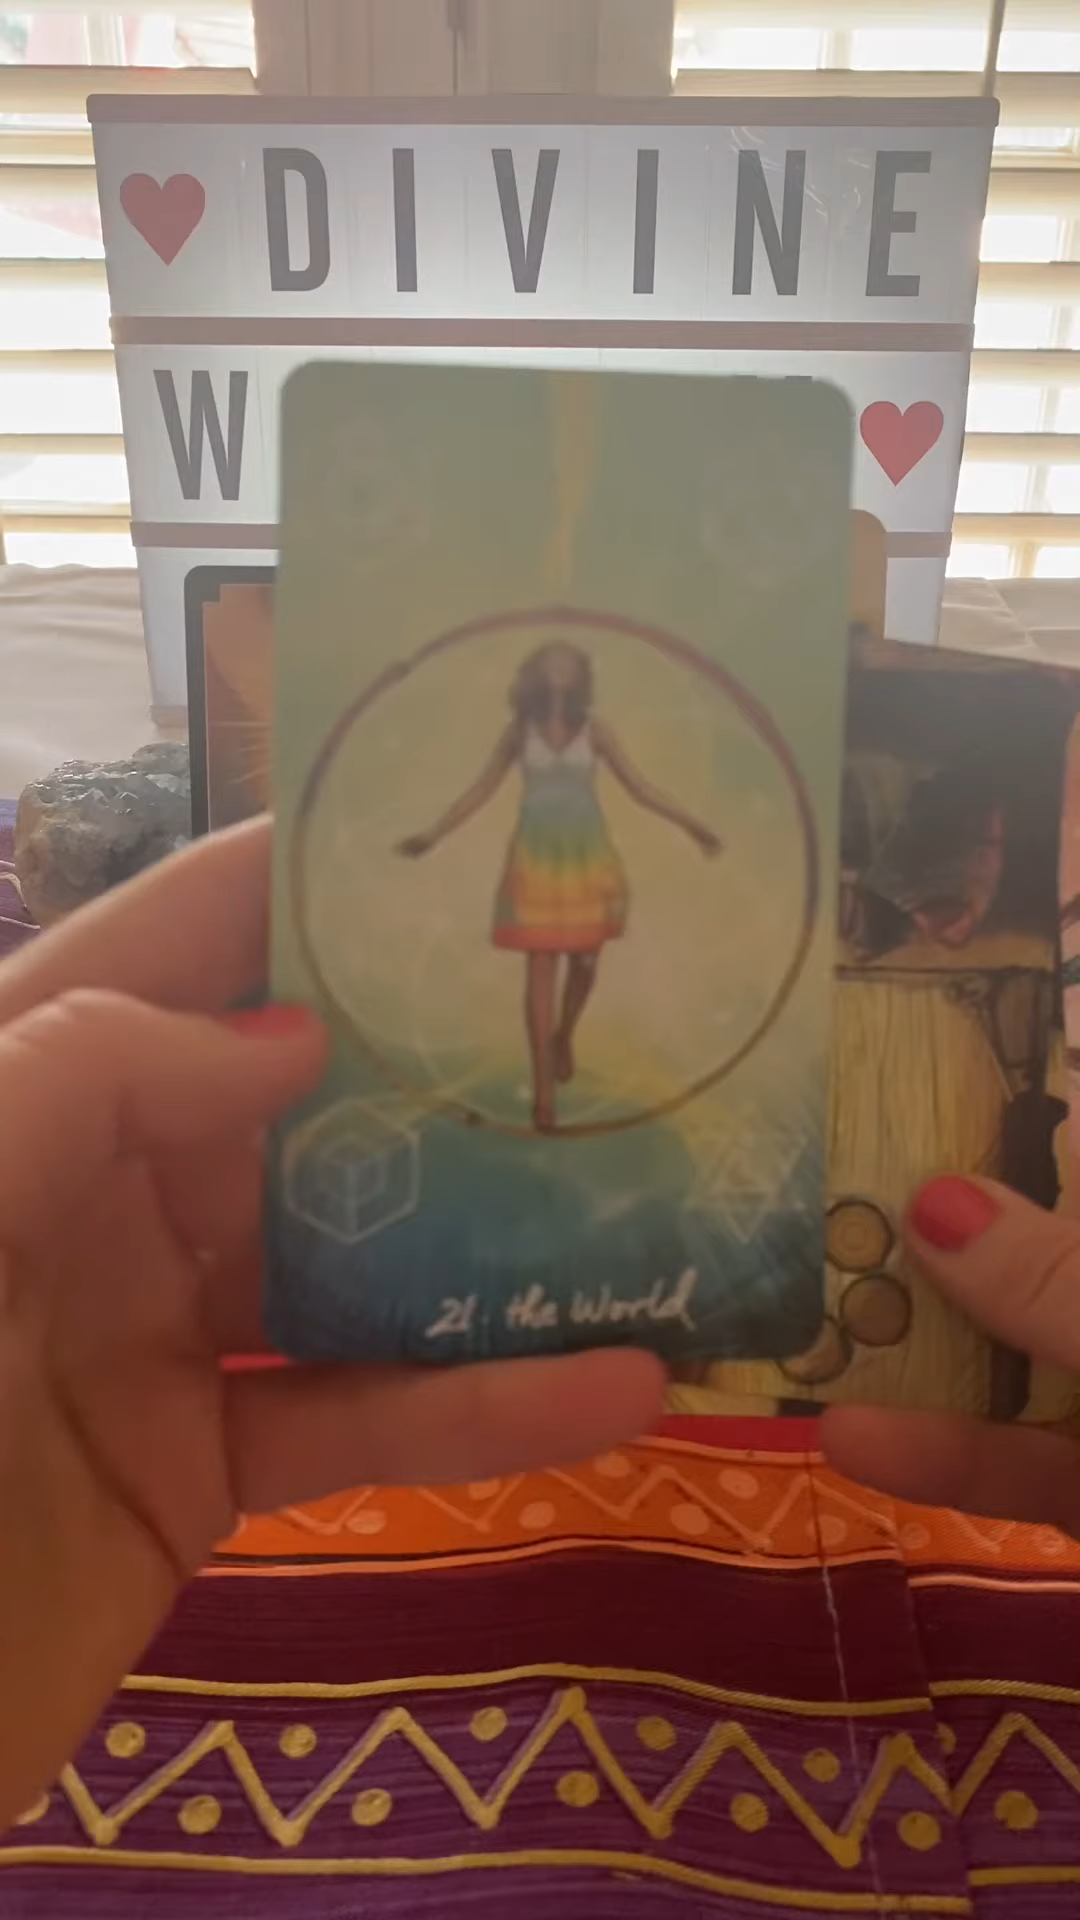 ♥ DIVINE
W ♥
21. the World